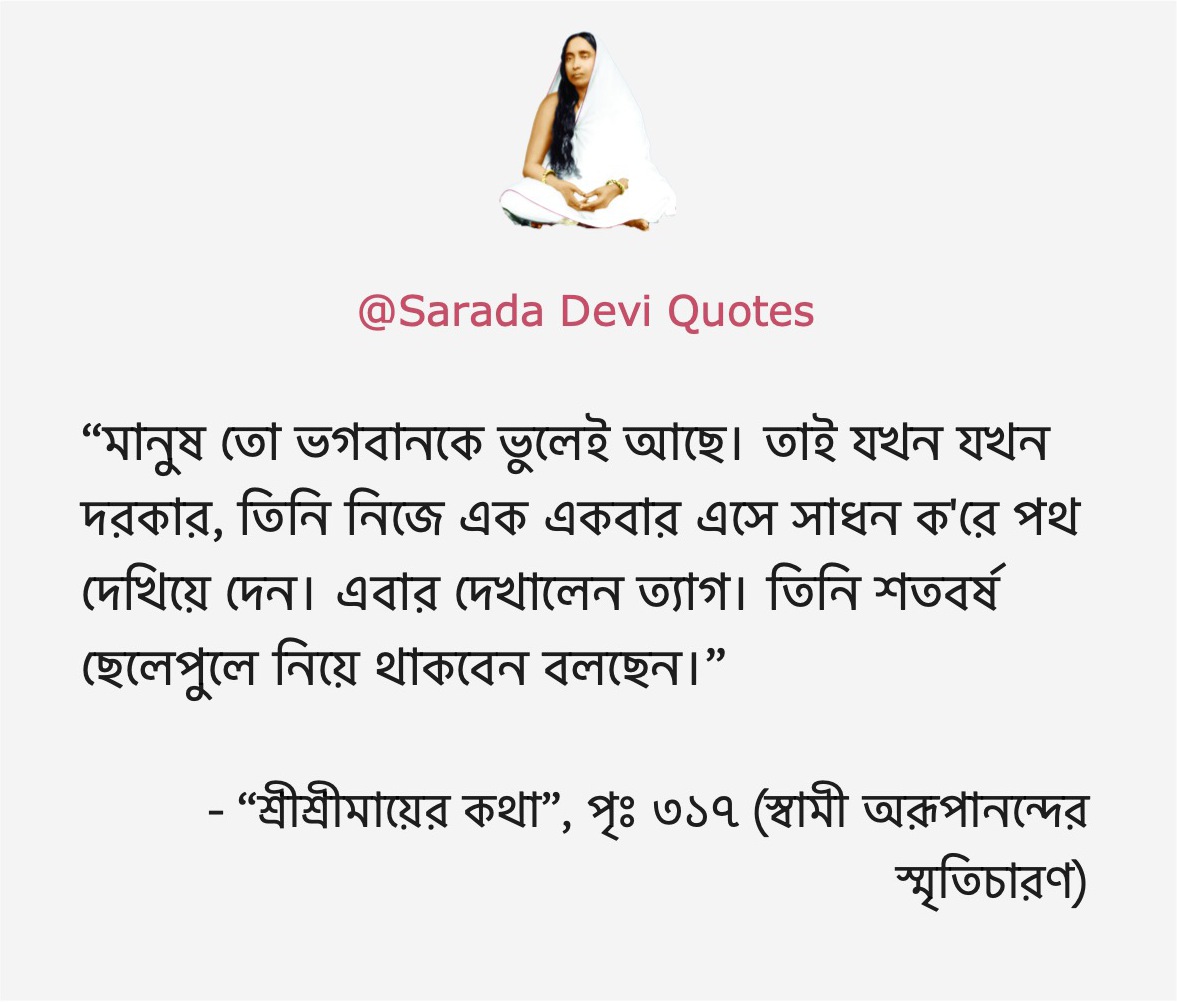 @Sarada Devi Quotes
“মানুষ তো ভগবানকে ভুলেই আছে। তাই যখন যখন
দরকার, তিনি নিজে এক একবার এসে সাধন ক'রে পথ
দেখিয়ে দেন। এবার দেখালেন ত্যাগ। তিনি শতবর্ষ
ছেলেপুলে নিয়ে থাকবেন বলছেন।”
- “শ্রীশ্রীমায়ের কথা”, পৃঃ ৩১৭ (স্বামী অরূপানন্দের
স্মৃতিচারণ)